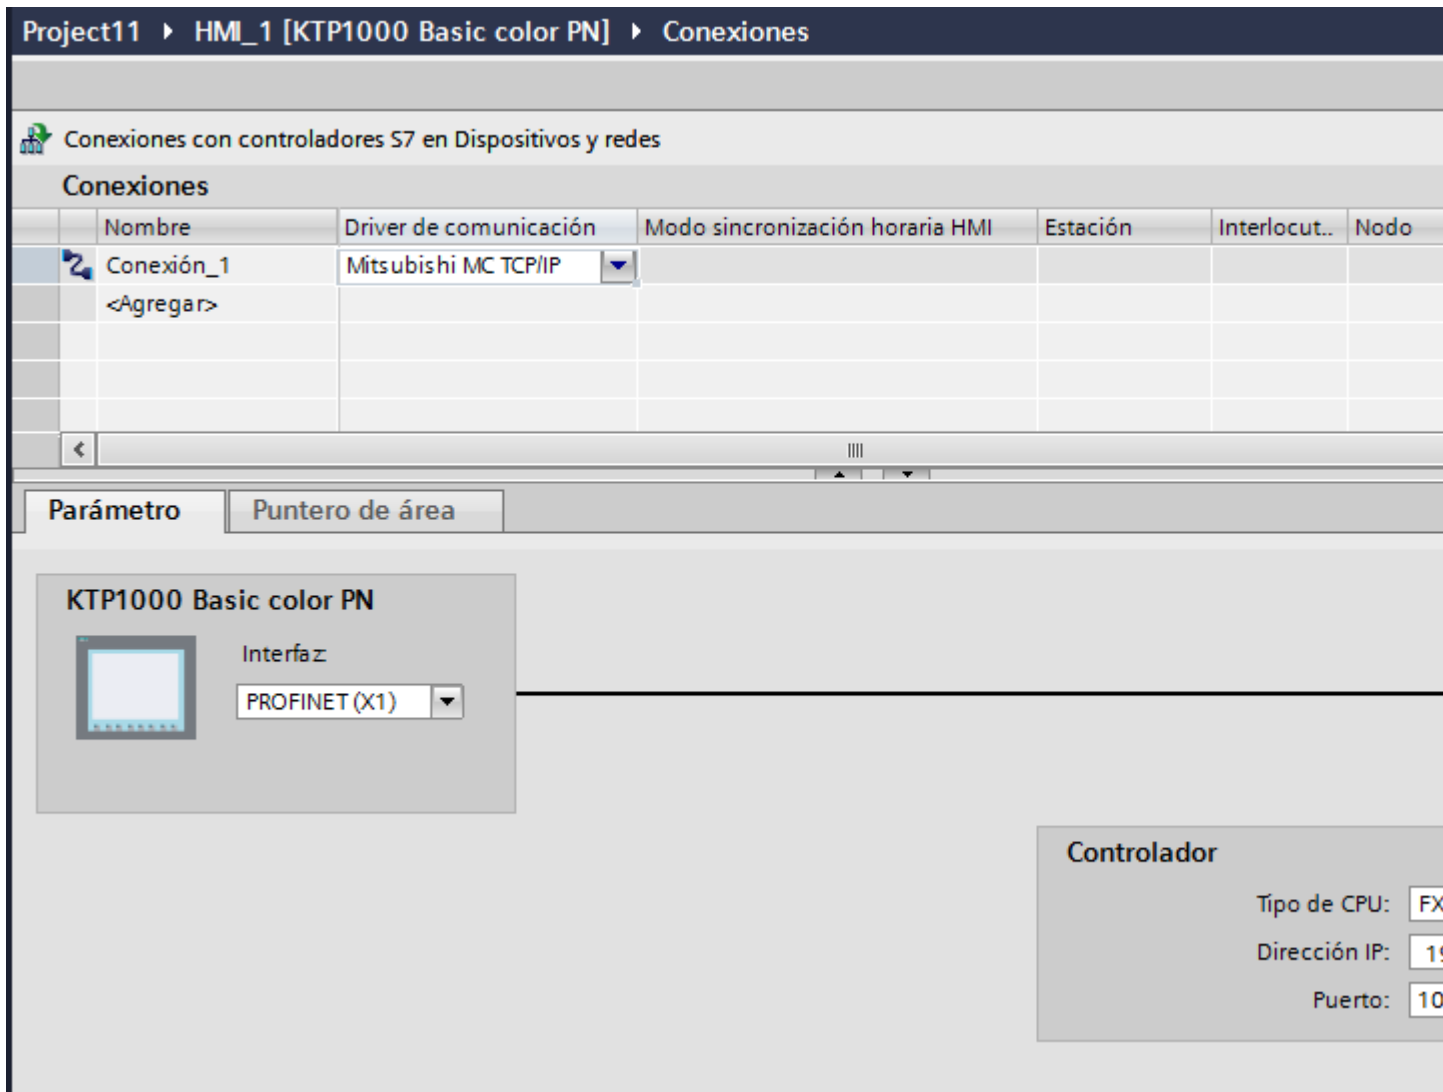 Project11 ▸ HMI_1 [KTP1000 Basic color PN] ▸ Conexiones
Conexiones con controladores S7 en Dispositivos y redes
Conexiones
Nombre Driver de comunicación Modo sincronización horaria HMI Estación Interlocut... Nodo
Conexión_1 Mitsubishi MC TCP/IP
<Agregar>
Parámetro Puntero de área
KTP1000 Basic color PN
Interfaz:
PROFINET (X1)
Controlador
Tipo de CPU: FX
Dirección IP: 19
Puerto: 10